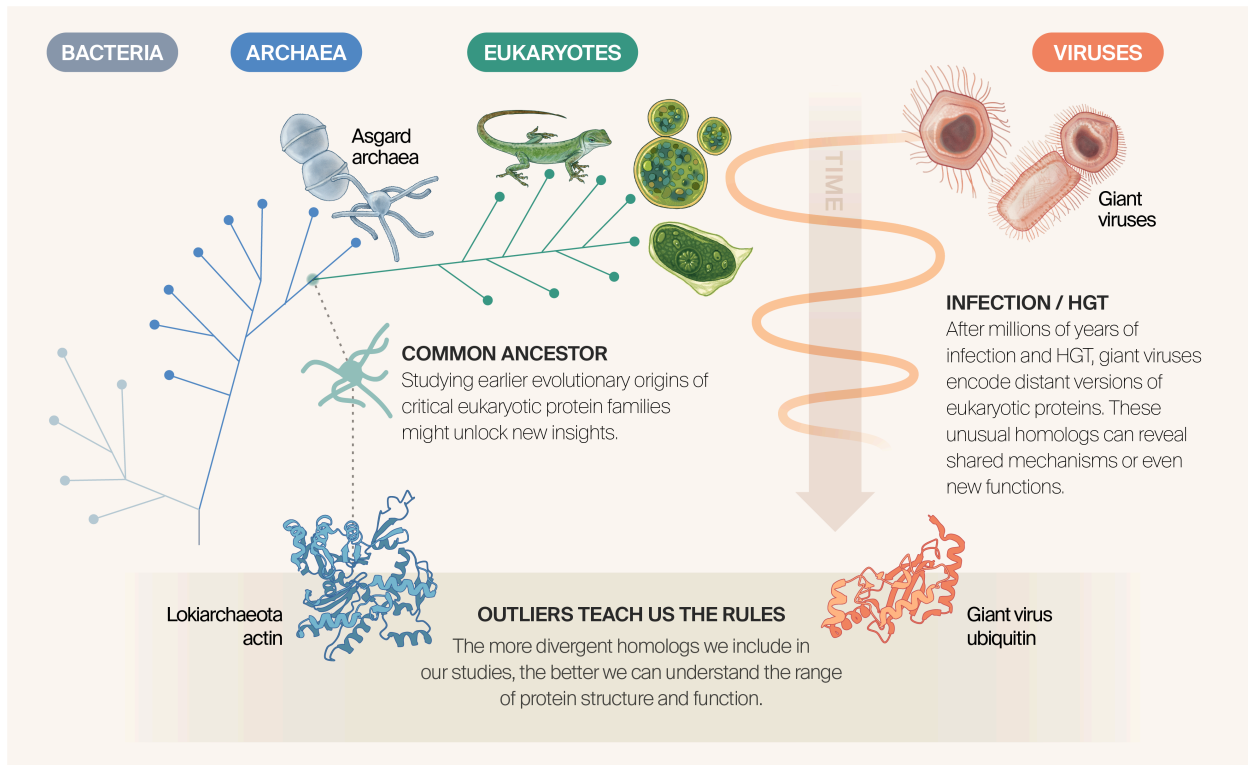 BACTERIA
ARCHAEA
EUKARYOTES
VIRUSES
Asgard
archaea
TIME
Giant
viruses
INFECTION / HGT
After millions of years of
infection and HGT, giant viruses
encode distant versions of
eukaryotic proteins. These
unusual homologs can reveal
shared mechanisms or even
new functions.
COMMON ANCESTOR
Studying earlier evolutionary origins of
critical eukaryotic protein families
might unlock new insights.
Lokiarchaeota
actin
OUTLIERS TEACH US THE RULES
The more divergent homologs we include in
our studies, the better we can understand the range
of protein structure and function.
Giant virus
ubiquitin